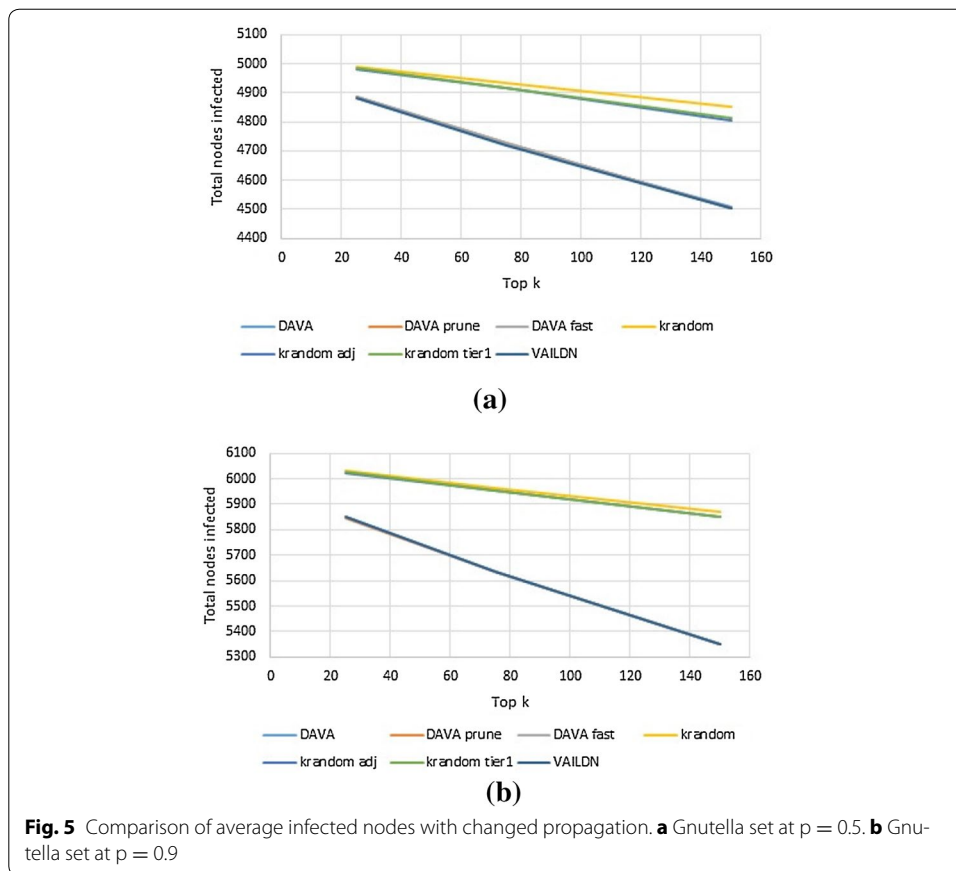 5100
5000
4900
4800
4700
4600
4500
4400
Total nodes infected
0 20 40 60 80 100 120 140 160
Top k
DAVA DAVA prune DAVA fast krandom
krandom adj krandom tier1 VAILDN
(a)
6100
6000
5900
5800
5700
5600
5500
5400
5300
Total nodes infected
0 20 40 60 80 100 120 140 160
Top k
DAVA DAVA prune DAVA fast krandom
krandom adj krandom tier1 VAILDN
(b)
Fig. 5 Comparison of average infected nodes with changed propagation. a Gnutella set at p = 0.5. b Gnu-
tella set at p = 0.9